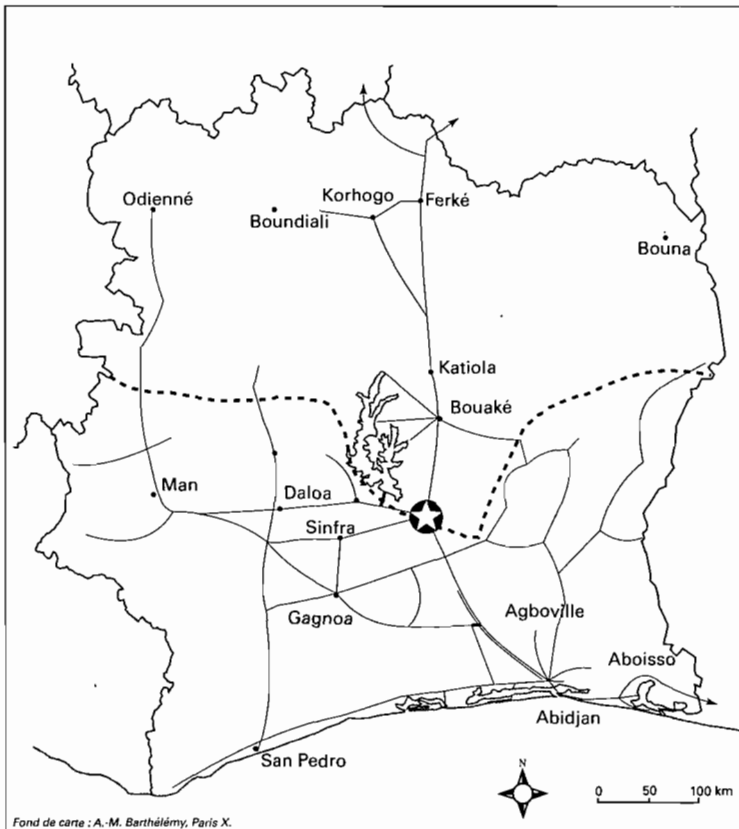 Korhogo
Ferké
Odienné
Boundiali
Bouna
Katiola
Bouaké
Man
Daloa
Sinfra
Gagnoa
Agboville
Aboisso
Abidjan
San Pedro
N
0 50 100 km
Fond de carte : A.-M. Barthélémy, Paris X.